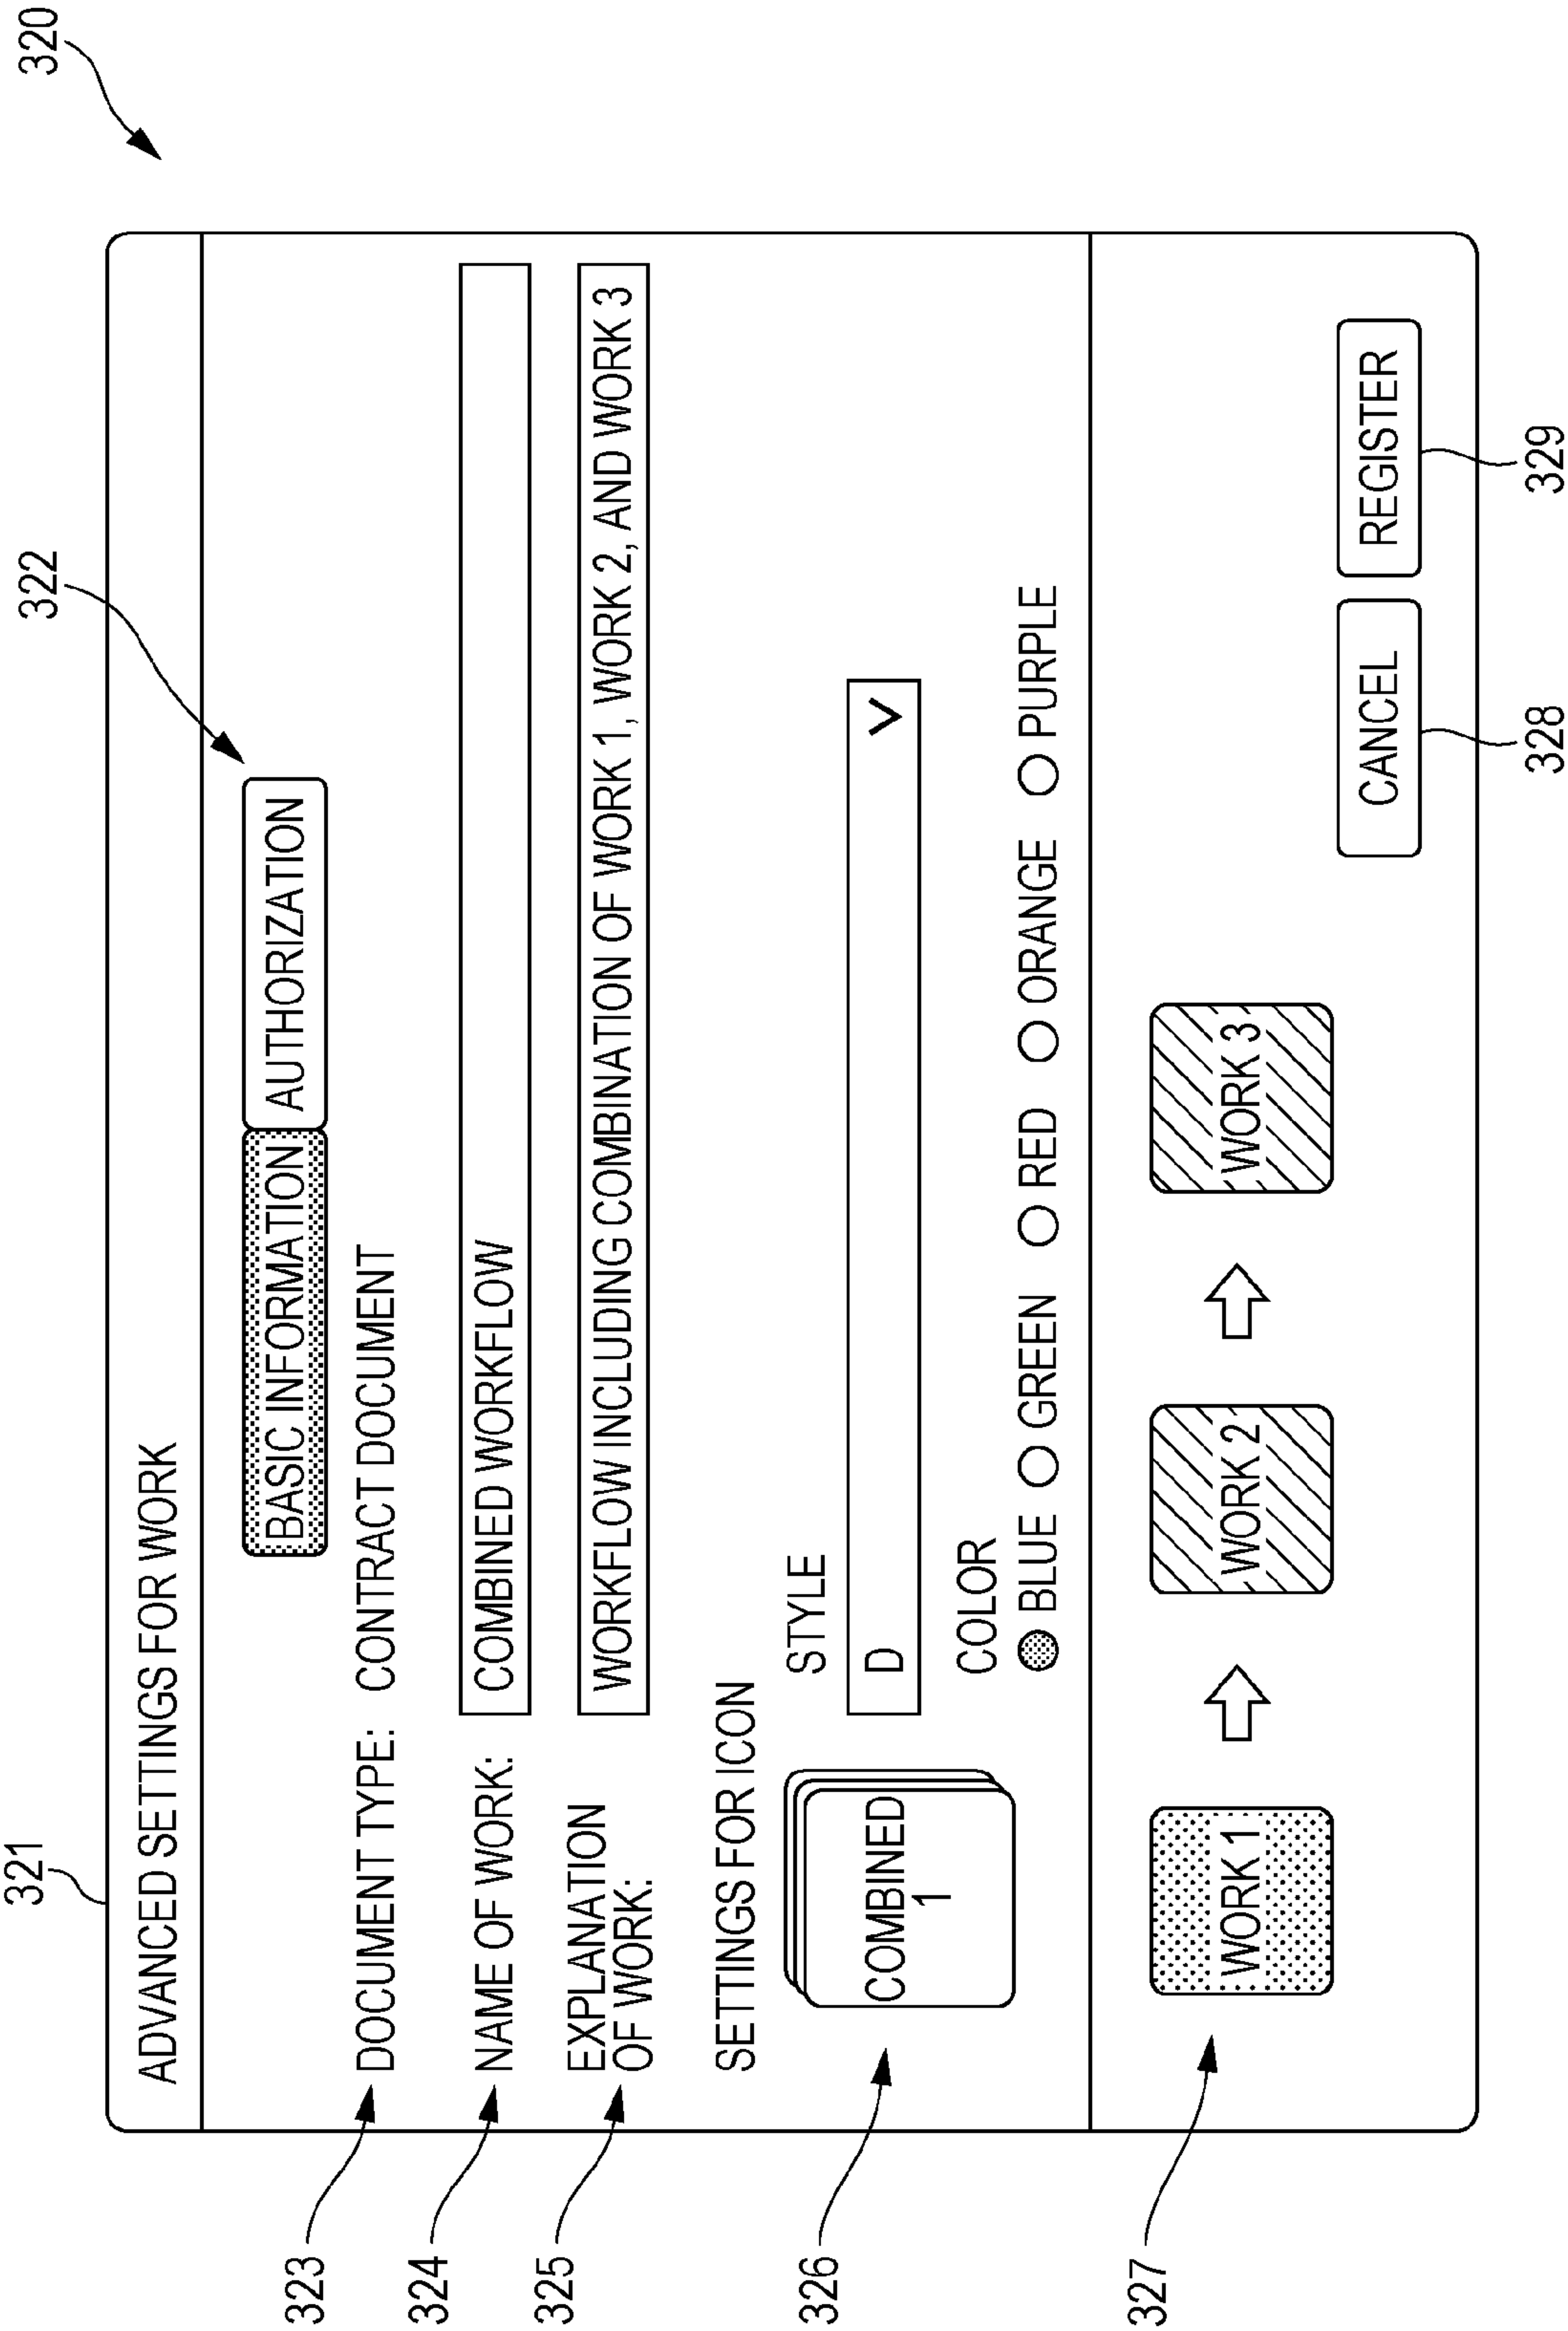 320
321
ADVANCED SETTINGS FOR WORK
322
BASIC INFORMATION AUTHORIZATION
323
DOCUMENT TYPE: CONTRACT DOCUMENT
324
NAME OF WORK: COMBINED WORKFLOW
325
EXPLANATION
OF WORK:
WORKFLOW INCLUDING COMBINATION OF WORK 1, WORK 2, AND WORK 3
SETTINGS FOR ICON
326
COMBINED
1
STYLE
D
COLOR
BLUE GREEN RED ORANGE PURPLE
327
WORK 1 WORK 2 WORK 3
CANCEL REGISTER
328 329